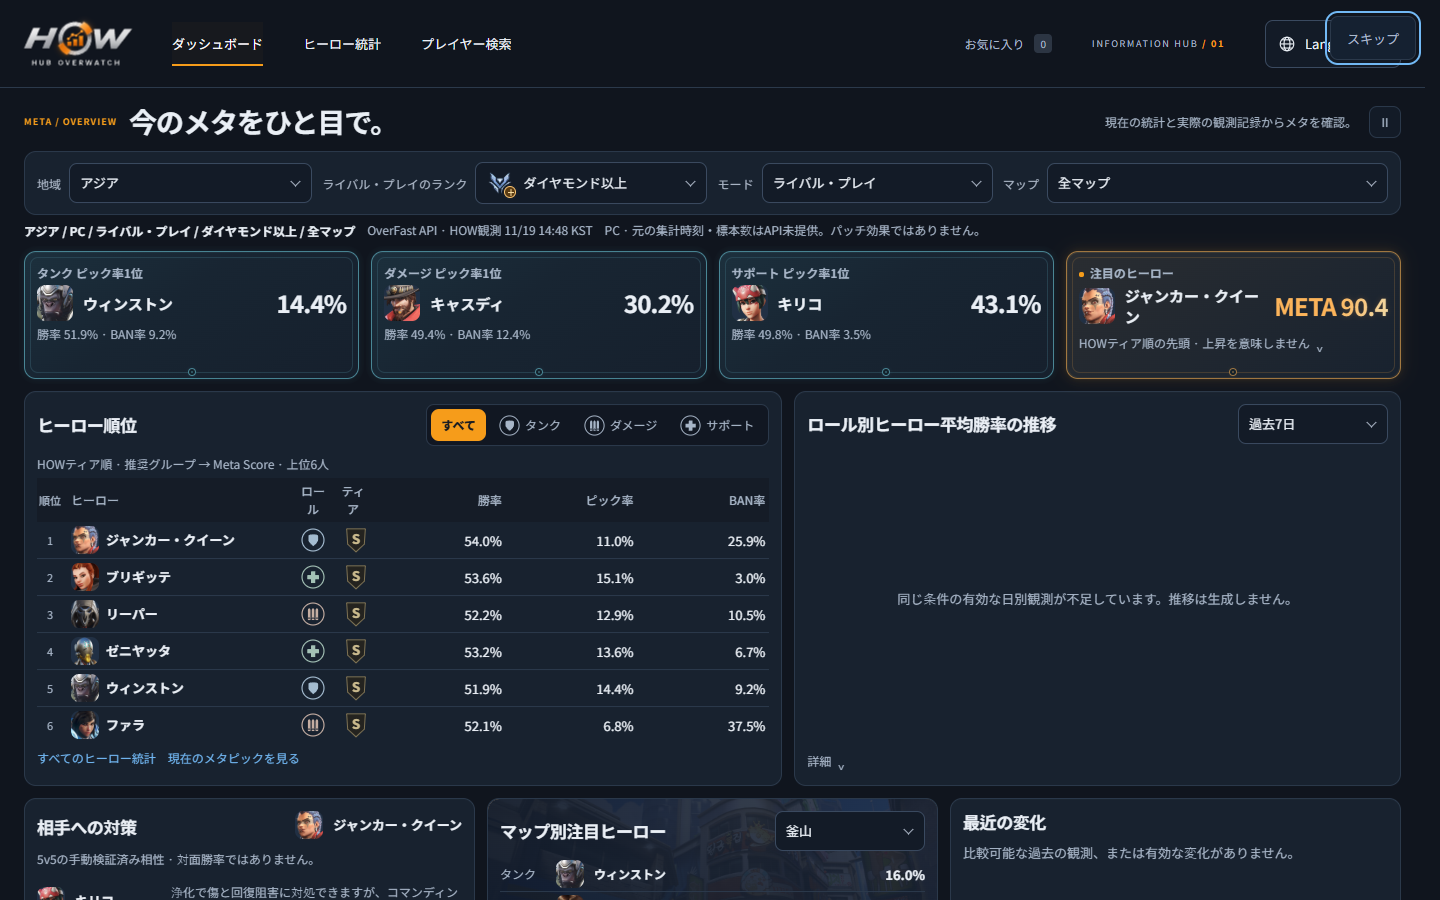 HOW
HUB OVERWATCH
ダッシュボード
ヒーロー統計
プレイヤー検索
お気に入り 0
INFORMATION HUB / 01
スキップ
META / OVERVIEW
今のメタをひと目で。
現在の統計と実際の観測記録からメタを確認。
地域 アジア
ライバル・プレイのランク ダイヤモンド以上
モード ライバル・プレイ
マップ 全マップ
アジア / PC / ライバル・プレイ / ダイヤモンド以上 / 全マップ OverFast API · HOW観測 11/19 14:48 KST PC · 元の集計時刻・標本数はAPI未提供。パッチ効果ではありません。
タンク ピック率1位
ウィンストン 14.4%
勝率 51.9% · BAN率 9.2%
ダメージ ピック率1位
キャスディ 30.2%
勝率 49.4% · BAN率 12.4%
サポート ピック率1位
キリコ 43.1%
勝率 49.8% · BAN率 3.5%
注目のヒーロー
ジャンカー・クイー
ン
META 90.4
HOWティア順の先頭 · 上昇を意味しません
ヒーロー順位
すべて タンク ダメージ サポート
HOWティア順 · 推奨グループ → Meta Score · 上位6人
順位 ヒーロー ロール ティア 勝率 ピック率 BAN率
1 ジャンカー・クイーン S 54.0% 11.0% 25.9%
2 ブリギッテ S 53.6% 15.1% 3.0%
3 リーパー S 52.2% 12.9% 10.5%
4 ゼニヤッタ S 53.2% 13.6% 6.7%
5 ウィンストン S 51.9% 14.4% 9.2%
6 ファラ S 52.1% 6.8% 37.5%
すべてのヒーロー統計 現在のメタピックを見る
ロール別ヒーロー平均勝率の推移
過去7日
同じ条件の有効な日別観測が不足しています。推移は生成しません。
詳細
相手への対策
ジャンカー・クイーン
5v5の手動検証済み相性 · 対面勝率ではありません。
キリコ
浄化で傷と回復阻害に対処できますが、コマンディン
マップ別注目ヒーロー
釜山
タンク ウィンストン 16.0%
最近の変化
比較可能な過去の観測、または有効な変化がありません。